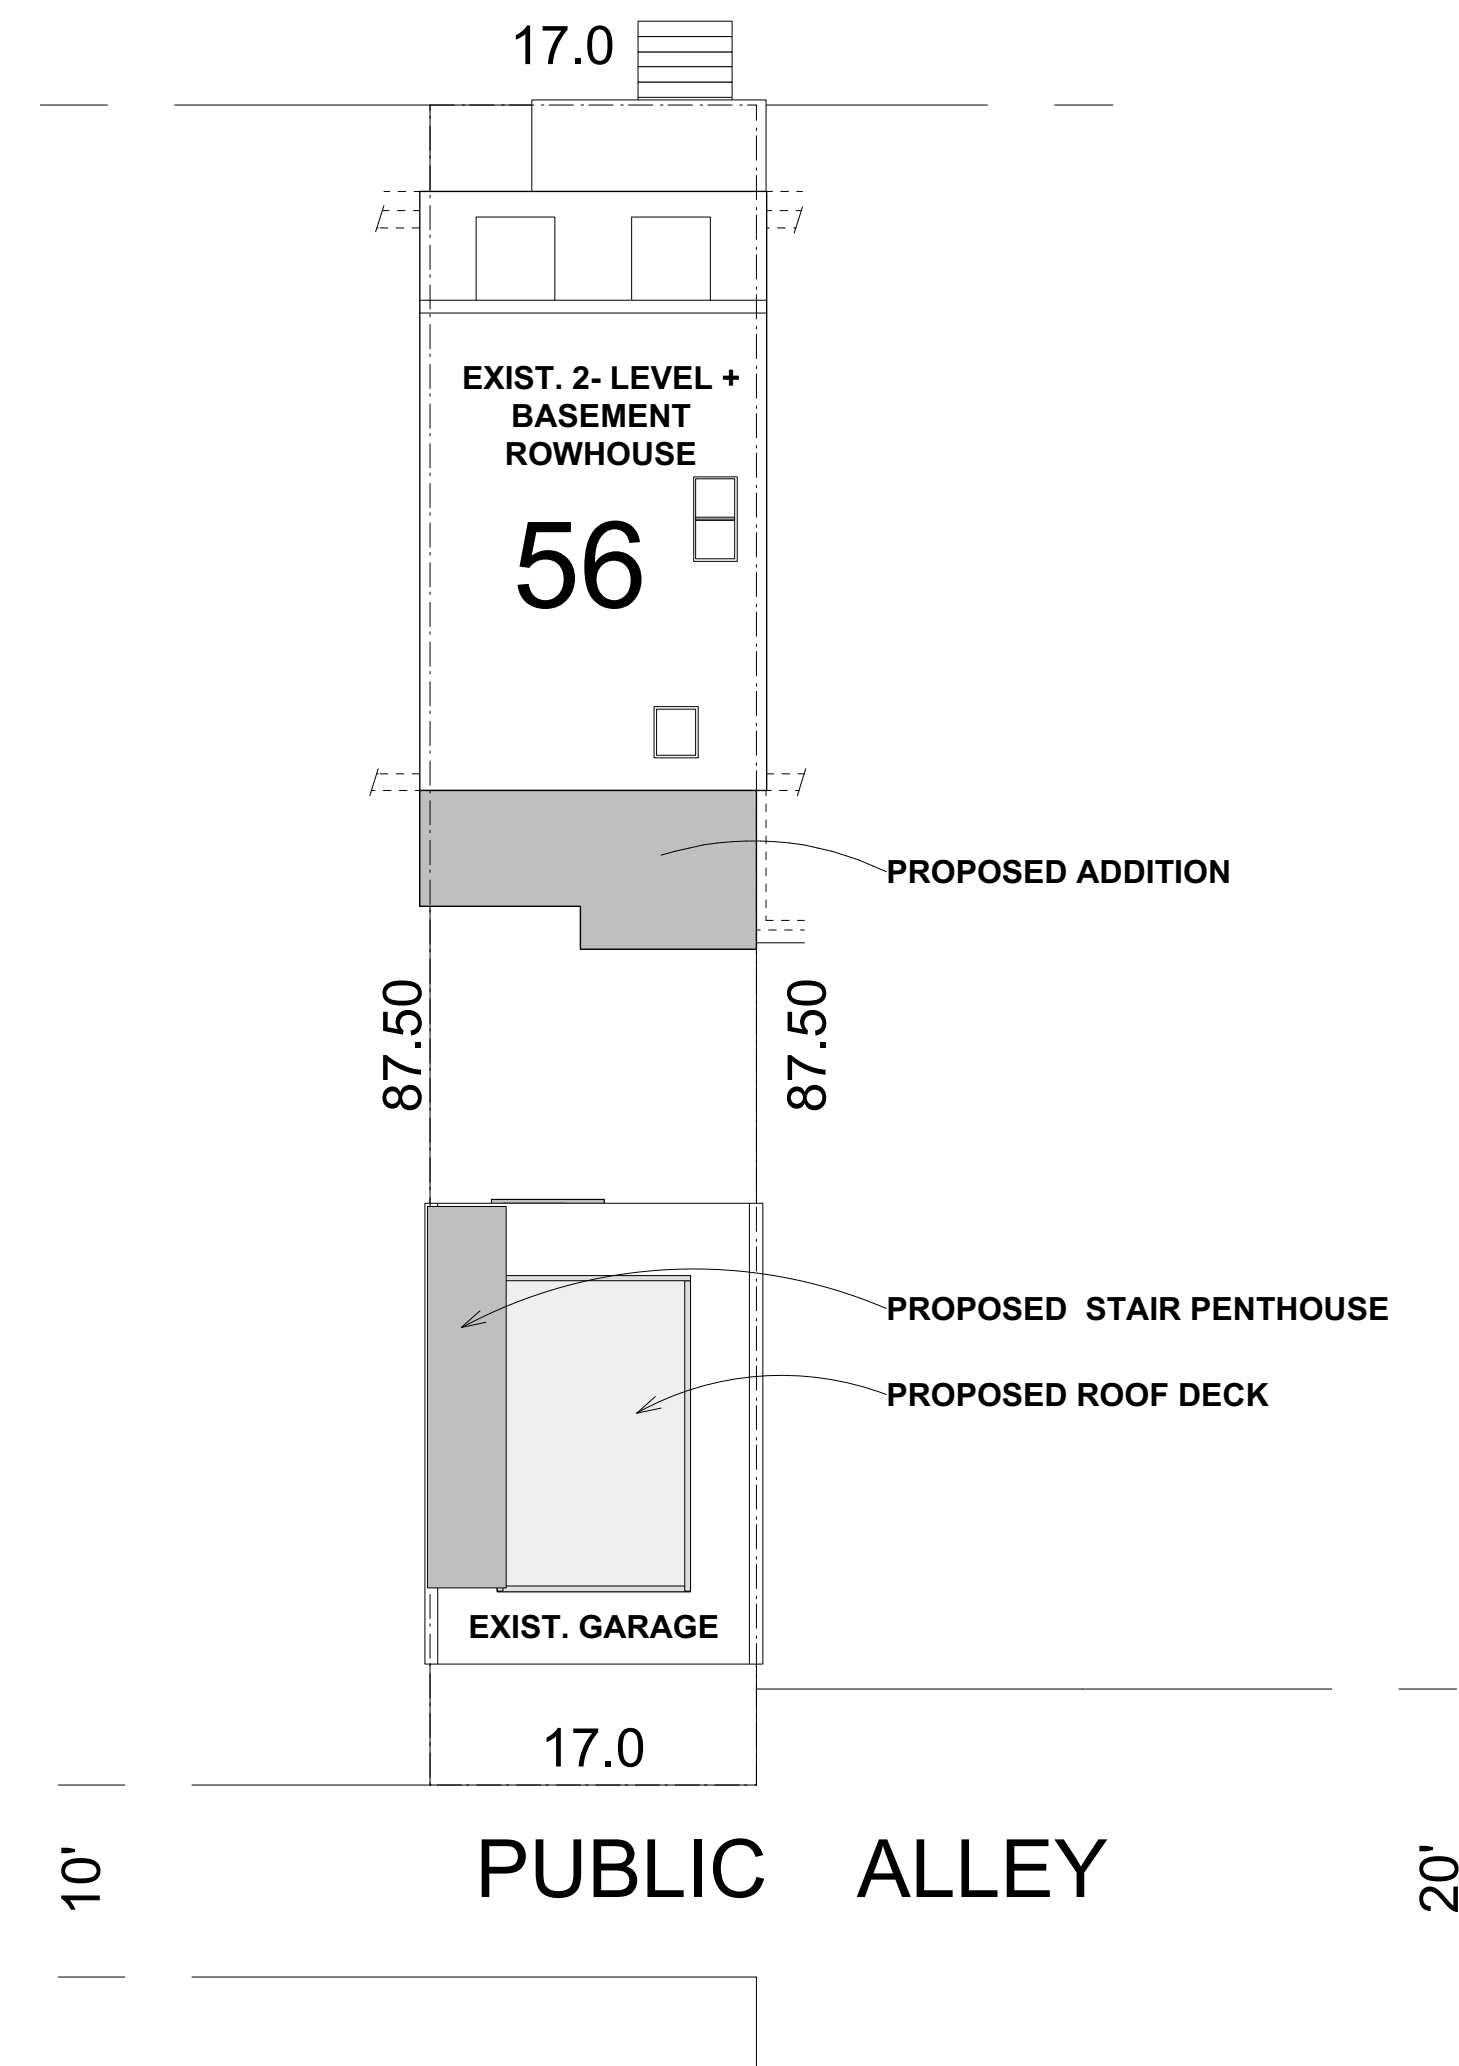 17.0
EXIST. 2- LEVEL +
BASEMENT
ROWHOUSE
56
PROPOSED ADDITION
87.50
87.50
PROPOSED STAIR PENTHOUSE
PROPOSED ROOF DECK
EXIST. GARAGE
17.0
10'
PUBLIC ALLEY
20'